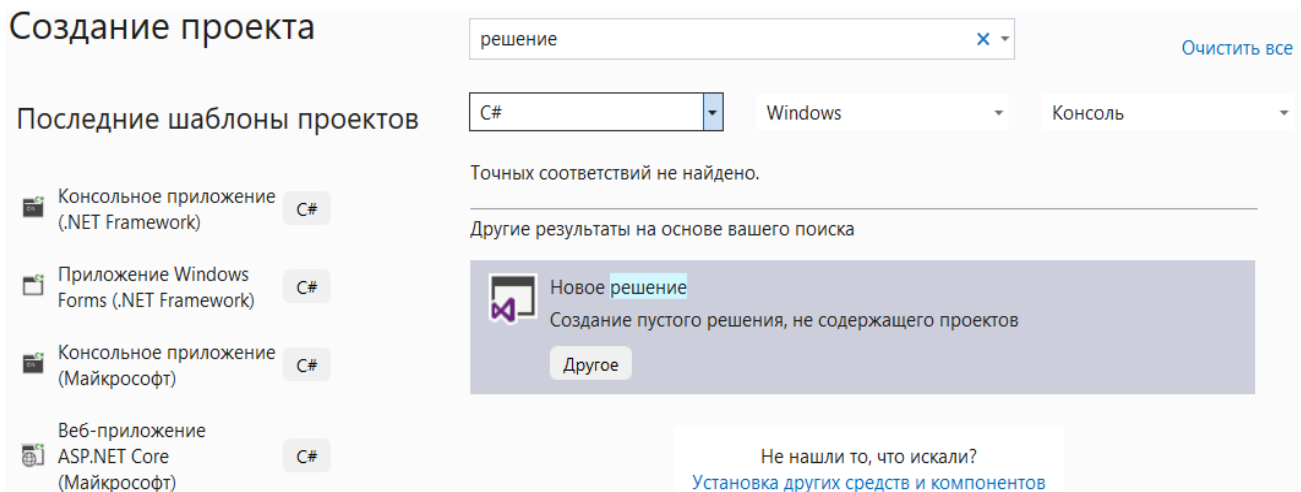 Создание проекта
решение
Очистить все
Последние шаблоны проектов
C#
Windows
Консоль
Точных соответствий не найдено.
Консольное приложение
(.NET Framework)
C#
Другие результаты на основе вашего поиска
Приложение Windows
Forms (.NET Framework)
C#
Новое решение
Создание пустого решения, не содержащего проектов
Другое
Консольное приложение
(Майкрософт)
C#
Веб-приложение
ASP.NET Core
(Майкрософт)
C#
Не нашли то, что искали?
Установка других средств и компонентов